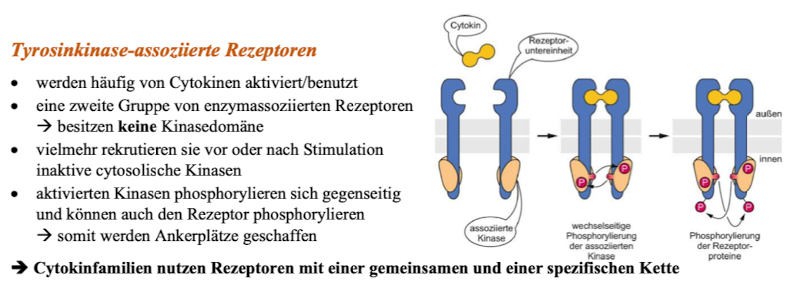 Tyrosinkinase-assoziierte Rezeptoren
• werden häufig von Cytokinen aktiviert/benutzt
• eine zweite Gruppe von enzymassoziierten Rezeptoren
→ besitzen keine Kinasedomäne
• vielmehr rekrutieren sie vor oder nach Stimulation
inaktive cytosolische Kinasen
• aktivierten Kinasen phosphorylieren sich gegenseitig
und können auch den Rezeptor phosphorylieren
→ somit werden Ankerplätze geschaffen
➔ Cytokinfamilien nutzen Rezeptoren mit einer gemeinsamen und einer spezifischen Kette
Cytokin
Rezeptor-
untereinheit
außen
innen
P
P
P
P
P
P
assoziierte
Kinase
wechselseitige
Phosphorylierung
der assoziierten
Kinase
Phosphorylierung
der Rezeptor-
proteine